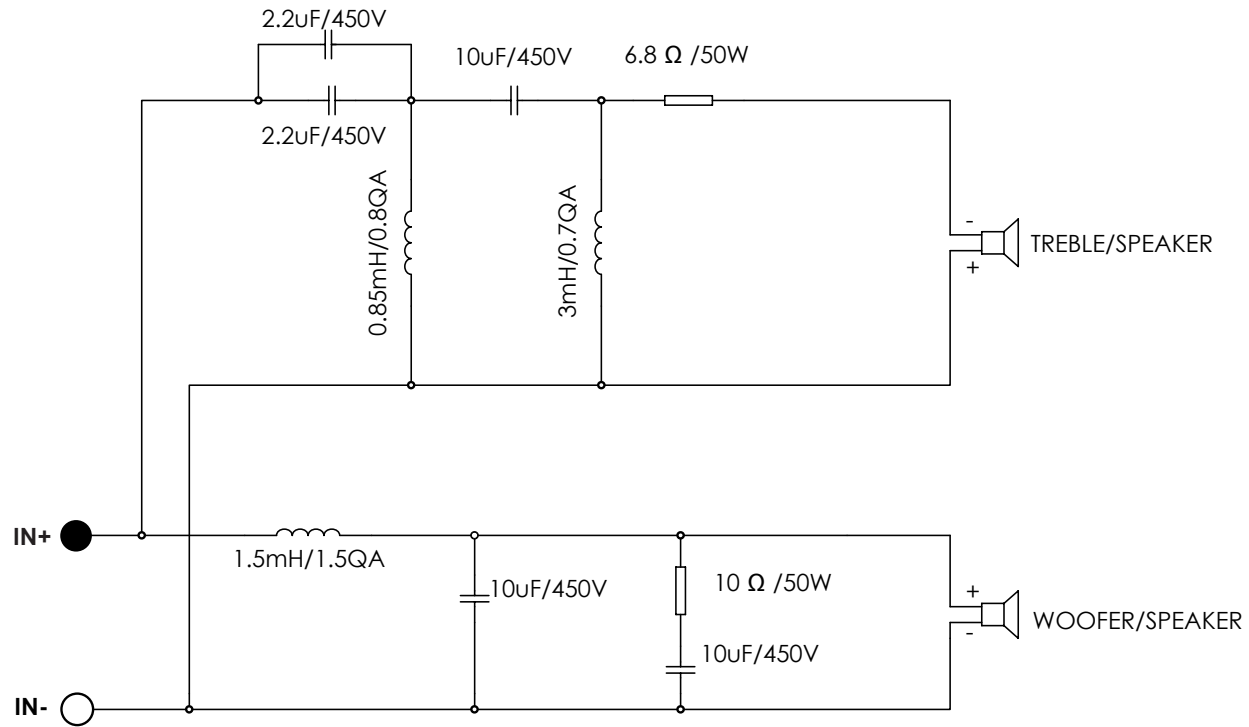 2.2uF/450V
10uF/450V
6.8 Ω /50W
2.2uF/450V
0.85mH/0.8QA
3mH/0.7QA
-
TREBLE/SPEAKER
+
IN+
1.5mH/1.5QA
10uF/450V
10 Ω /50W
+
WOOFER/SPEAKER
-
10uF/450V
IN-